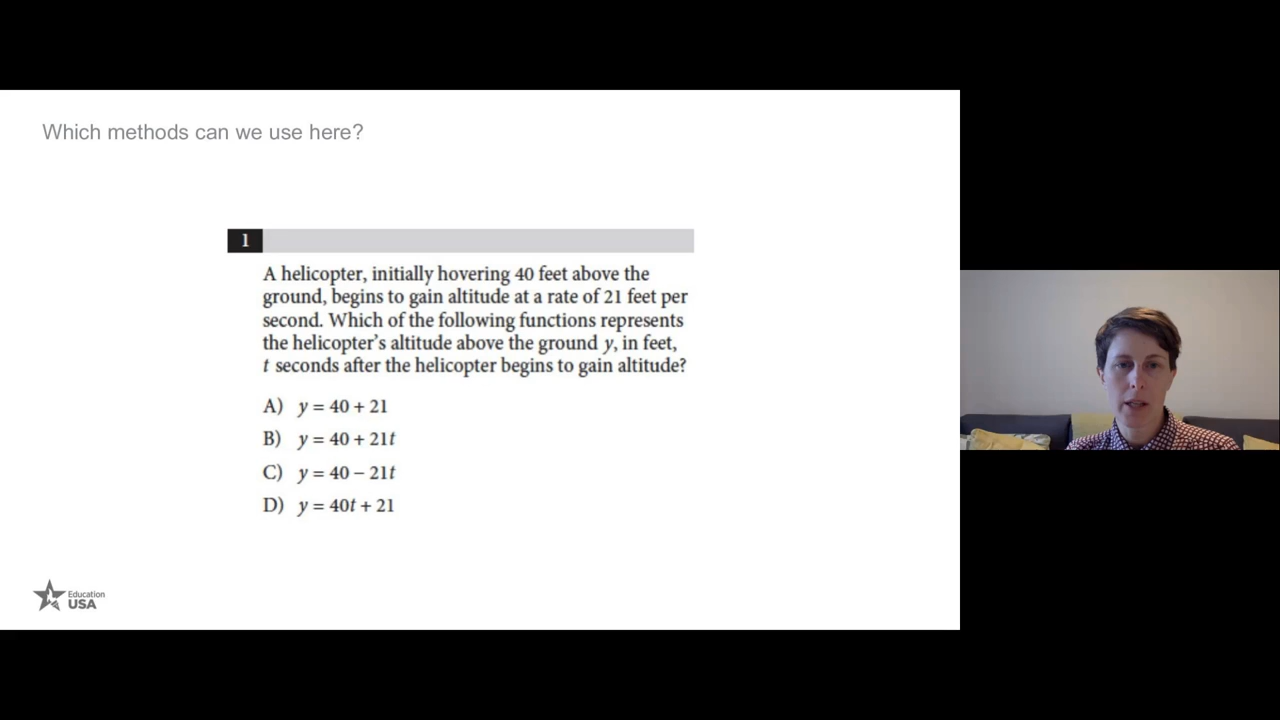 Which methods can we use here?
1
A helicopter, initially hovering 40 feet above the
ground, begins to gain altitude at a rate of 21 feet per
second. Which of the following functions represents
the helicopter's altitude above the ground y, in feet,
t seconds after the helicopter begins to gain altitude?
A) y = 40 + 21
B) y = 40 + 21t
C) y = 40 − 21t
D) y = 40t + 21
Education
USA